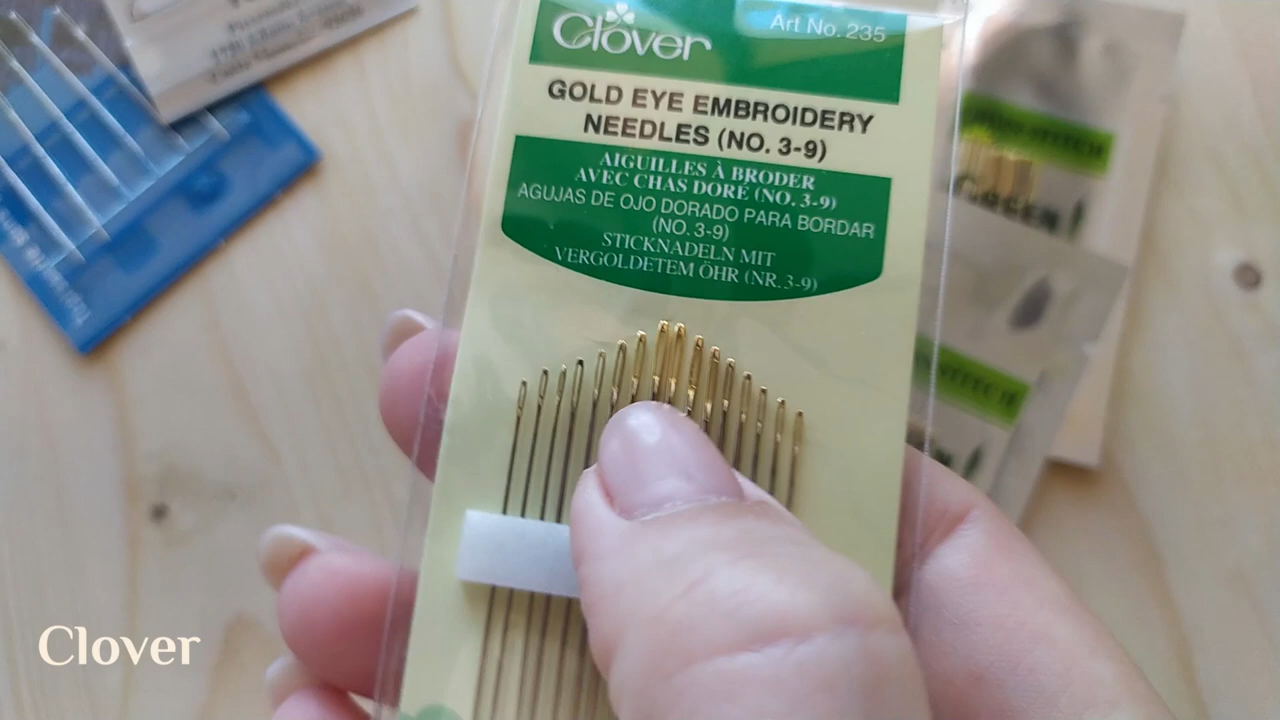 Clover
Art No. 235
GOLD EYE EMBROIDERY
NEEDLES (NO. 3-9)
AIGUILLES À BRODER
AVEC CHAS DORÉ (NO. 3-9)
AGUJAS DE OJO DORADO PARA BORDAR
(NO. 3-9)
STICKNADELN MIT
VERGOLDETEM ÖHR (NR.3-9)
GREEN
Clover